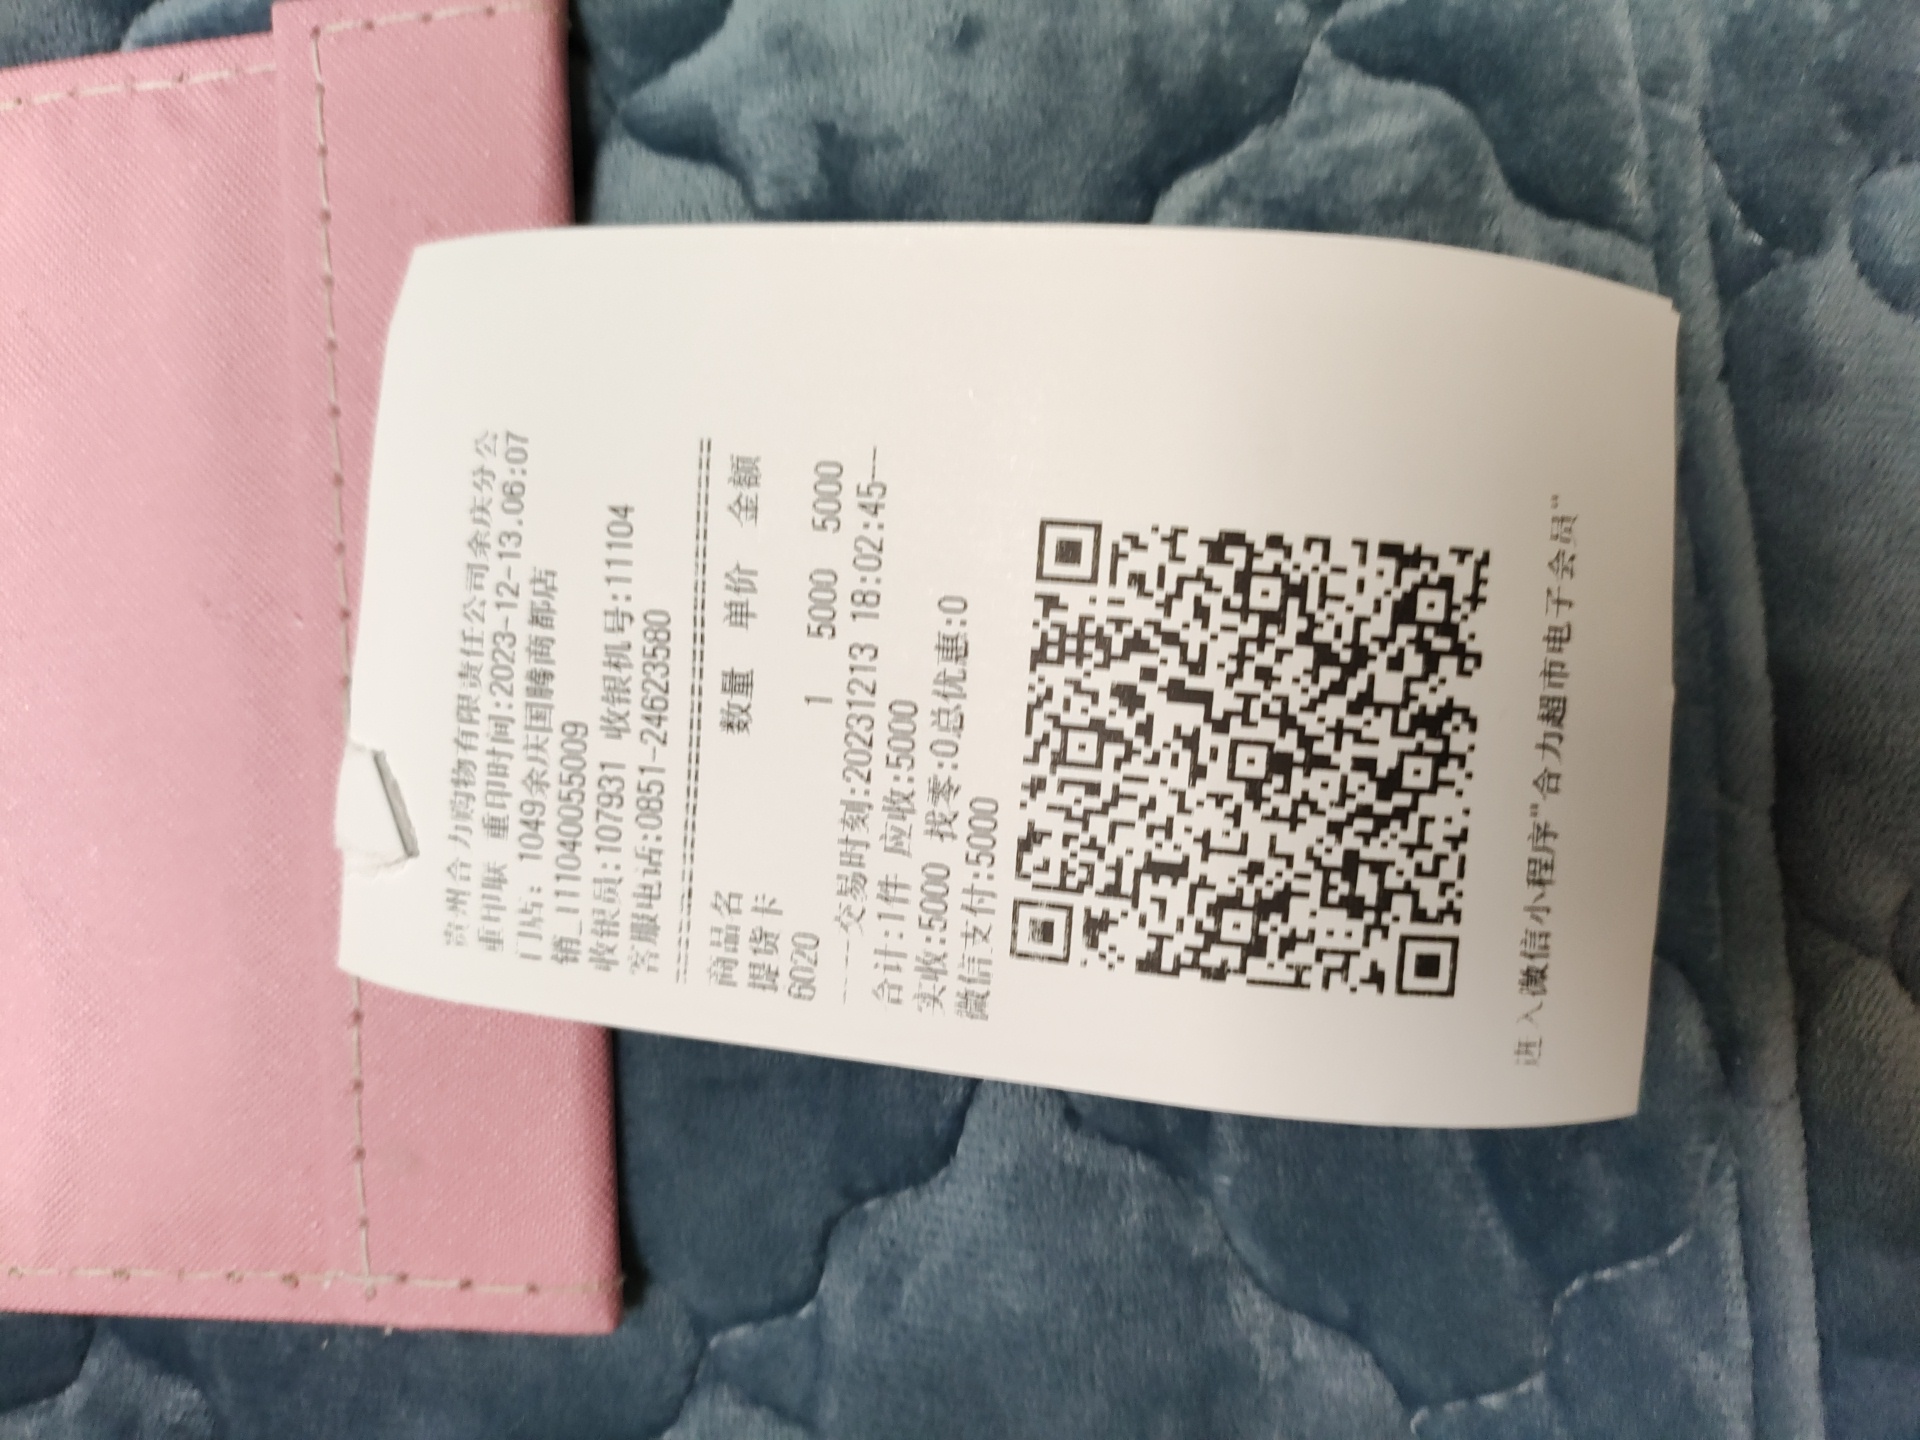 贵州合力购物有限责任公司余庆分公
重印联 重印时间:2023-12-13.06:07
门店: 1049余庆国腾商都店
销_111040055009
收银员:107931 收银机号:11104
客服电话:0851-24623580
商品名 数量 单价 金额
提货卡
6020 1 5000 5000
----交易时刻:20231213 18:02:45--
合计:1件 应收:5000
实收:5000 找零:0总优惠:0
微信支付:5000
进入微信小程序"合力超市电子会员"